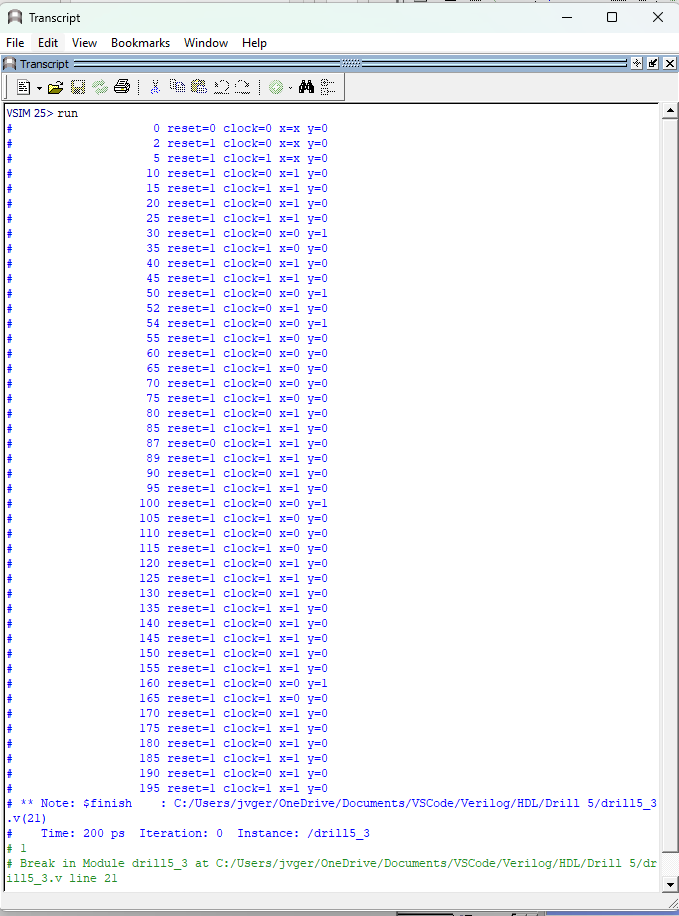 Transcript
File Edit View Bookmarks Window Help
Transcript
VSIM 25> run
# 0 reset=0 clock=0 x=x y=0
# 2 reset=1 clock=0 x=x y=0
# 5 reset=1 clock=1 x=x y=0
# 10 reset=1 clock=0 x=1 y=0
# 15 reset=1 clock=1 x=1 y=0
# 20 reset=1 clock=0 x=1 y=0
# 25 reset=1 clock=1 x=1 y=0
# 30 reset=1 clock=0 x=0 y=1
# 35 reset=1 clock=1 x=0 y=0
# 40 reset=1 clock=0 x=1 y=0
# 45 reset=1 clock=1 x=1 y=0
# 50 reset=1 clock=0 x=0 y=1
# 52 reset=1 clock=0 x=1 y=0
# 54 reset=1 clock=0 x=0 y=1
# 55 reset=1 clock=1 x=0 y=0
# 60 reset=1 clock=0 x=0 y=0
# 65 reset=1 clock=1 x=0 y=0
# 70 reset=1 clock=0 x=0 y=0
# 75 reset=1 clock=1 x=0 y=0
# 80 reset=1 clock=0 x=1 y=0
# 85 reset=1 clock=1 x=1 y=0
# 87 reset=0 clock=1 x=1 y=0
# 89 reset=1 clock=1 x=1 y=0
# 90 reset=1 clock=0 x=1 y=0
# 95 reset=1 clock=1 x=1 y=0
# 100 reset=1 clock=0 x=0 y=1
# 105 reset=1 clock=1 x=0 y=0
# 110 reset=1 clock=0 x=0 y=0
# 115 reset=1 clock=1 x=0 y=0
# 120 reset=1 clock=0 x=1 y=0
# 125 reset=1 clock=1 x=1 y=0
# 130 reset=1 clock=0 x=1 y=0
# 135 reset=1 clock=1 x=1 y=0
# 140 reset=1 clock=0 x=1 y=0
# 145 reset=1 clock=1 x=1 y=0
# 150 reset=1 clock=0 x=1 y=0
# 155 reset=1 clock=1 x=1 y=0
# 160 reset=1 clock=0 x=0 y=1
# 165 reset=1 clock=1 x=0 y=0
# 170 reset=1 clock=0 x=1 y=0
# 175 reset=1 clock=1 x=1 y=0
# 180 reset=1 clock=0 x=1 y=0
# 185 reset=1 clock=1 x=1 y=0
# 190 reset=1 clock=0 x=1 y=0
# 195 reset=1 clock=1 x=1 y=0
# ** Note: $finish : C:/Users/jvger/OneDrive/Documents/VSCode/Verilog/HDL/Drill 5/drill5_3
.v(21)
# Time: 200 ps Iteration: 0 Instance: /drill5_3
# 1
# Break in Module drill5_3 at C:/Users/jvger/OneDrive/Documents/VSCode/Verilog/HDL/Drill 5/dr
ill5_3.v line 21